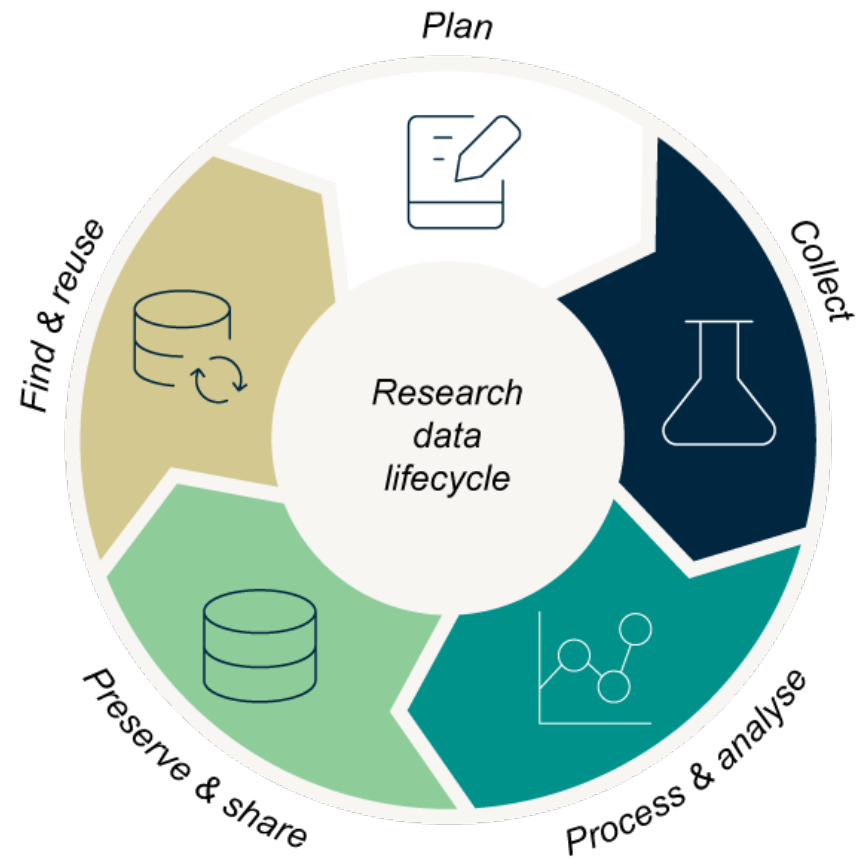 Plan
Collect
Process & analyse
Preserve & share
Find & reuse
Research
data
lifecycle